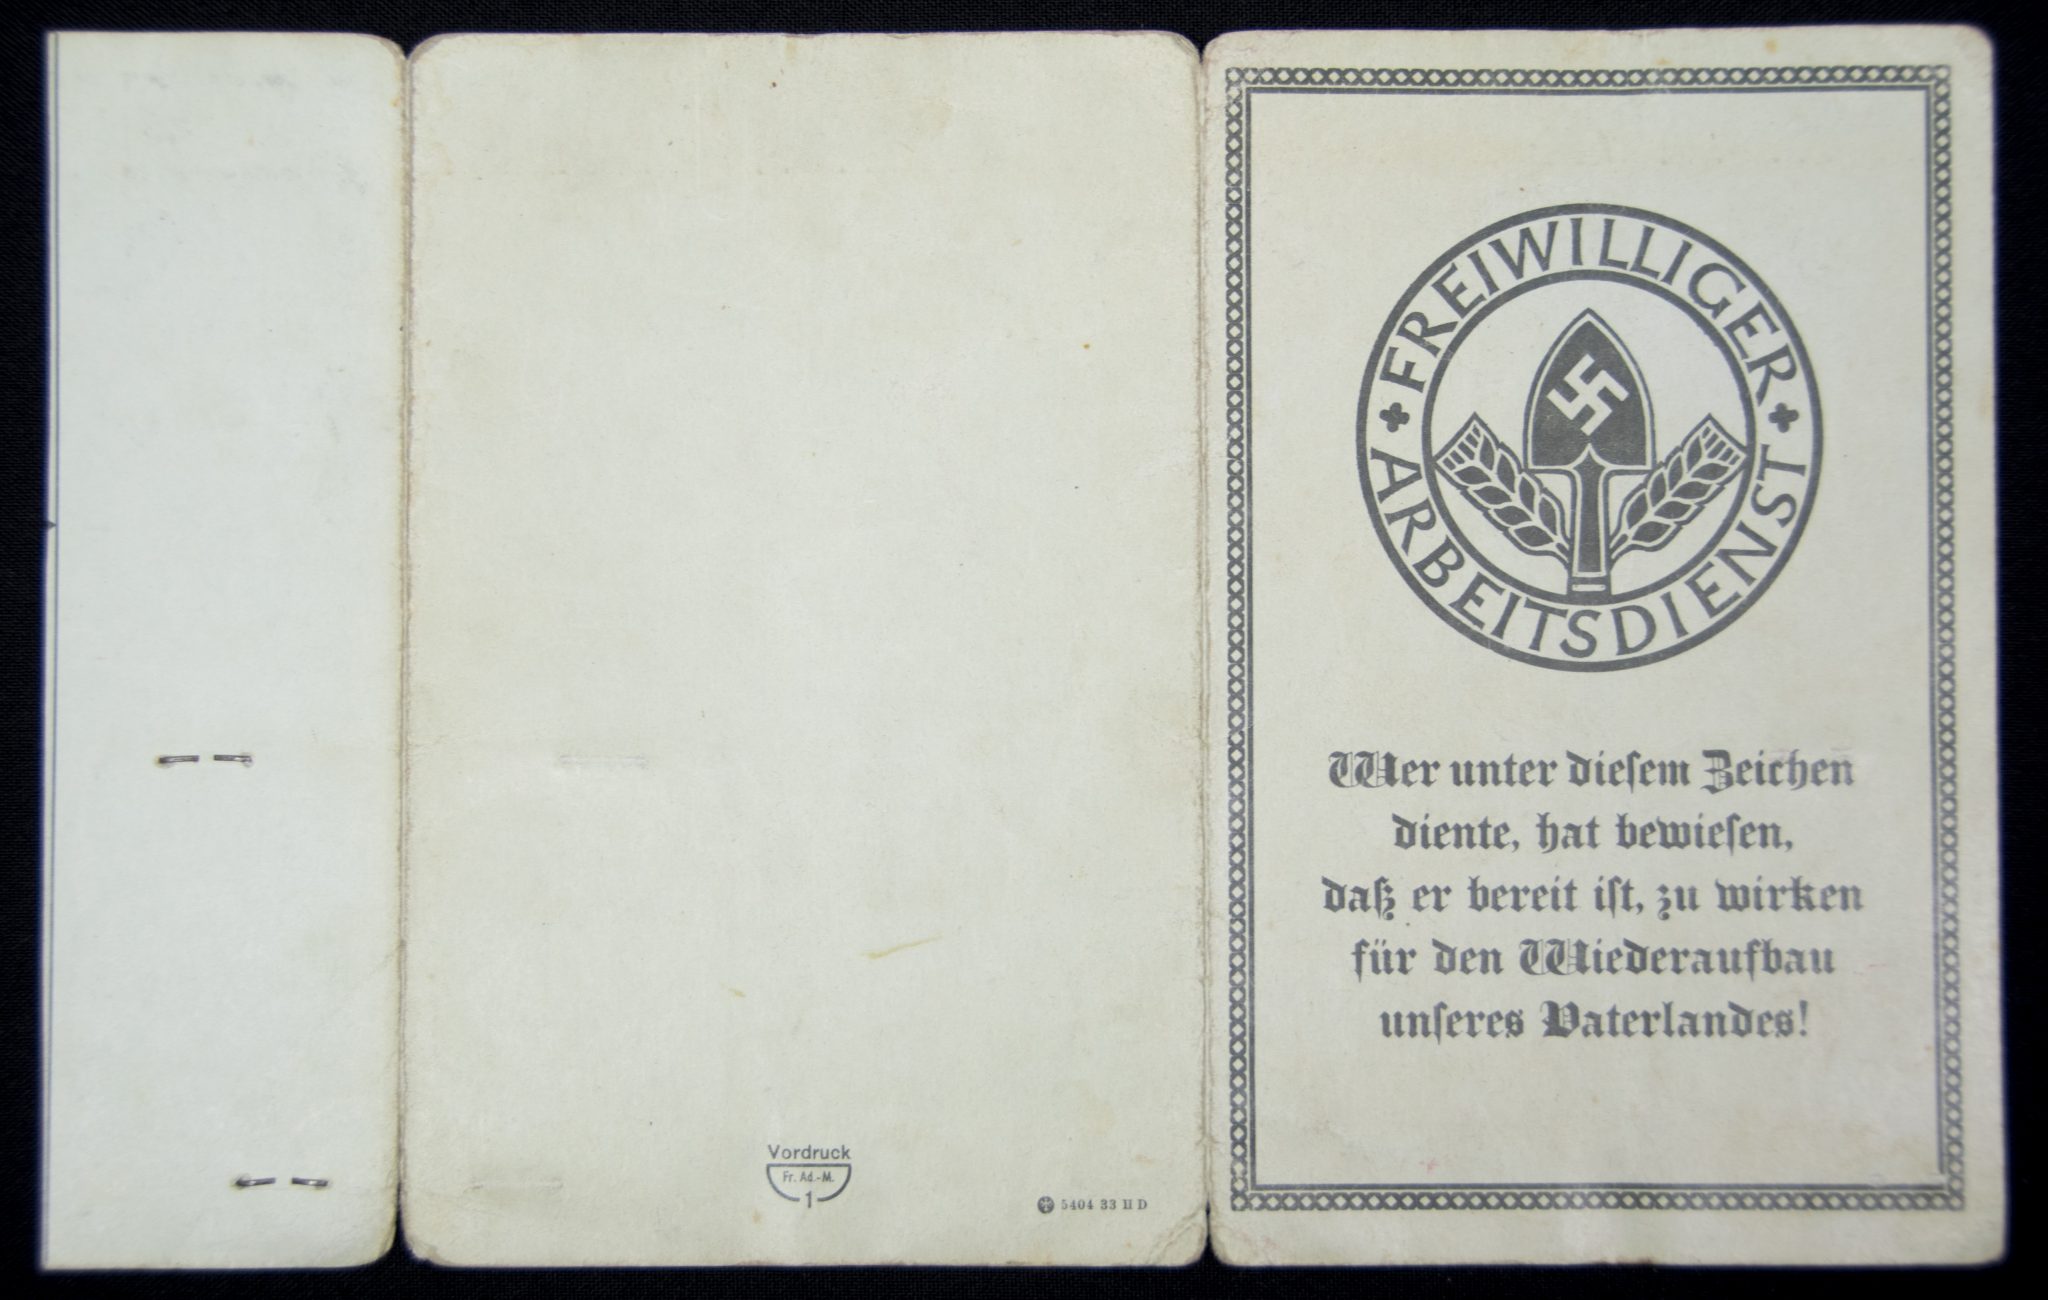 Vordruck
Fr. Ad.-M.
1
5404 33 II D
FREIWILLIGER
ARBEITSDIENST
Wer unter dieſem Zeichen
diente, hat bewieſen,
daß er bereit iſt, zu wirken
für den Wiederaufbau
unſeres Vaterlandes!